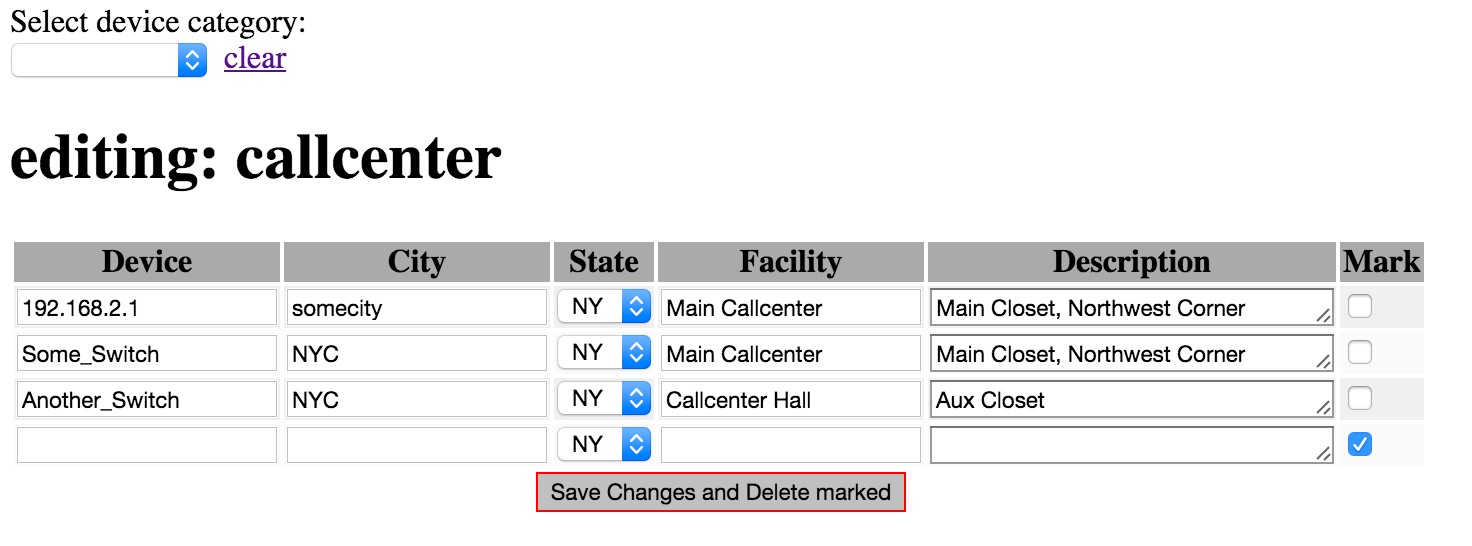 Select device category:
clear
editing: callcenter
Device City State Facility Description Mark
192.168.2.1 somecity NY Main Callcenter Main Closet, Northwest Corner
Some_Switch NYC NY Main Callcenter Main Closet, Northwest Corner
Another_Switch NYC NY Callcenter Hall Aux Closet
NY
Save Changes and Delete marked